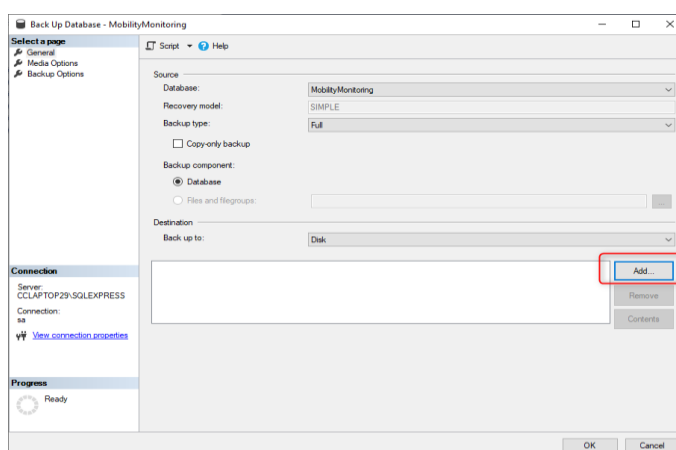 Back Up Database - MobilityMonitoring
Select a page
General
Media Options
Backup Options
Script
Help
Source
Database:
MobilityMonitoring
Recovery model:
SIMPLE
Backup type:
Full
Copy-only backup
Backup component:
Database
Files and filegroups:
...
Destination
Back up to:
Disk
Add...
Remove
Contents
Connection
Server:
CCLAPTOP29\SQLEXPRESS
Connection:
sa
View connection properties
Progress
Ready
OK
Cancel